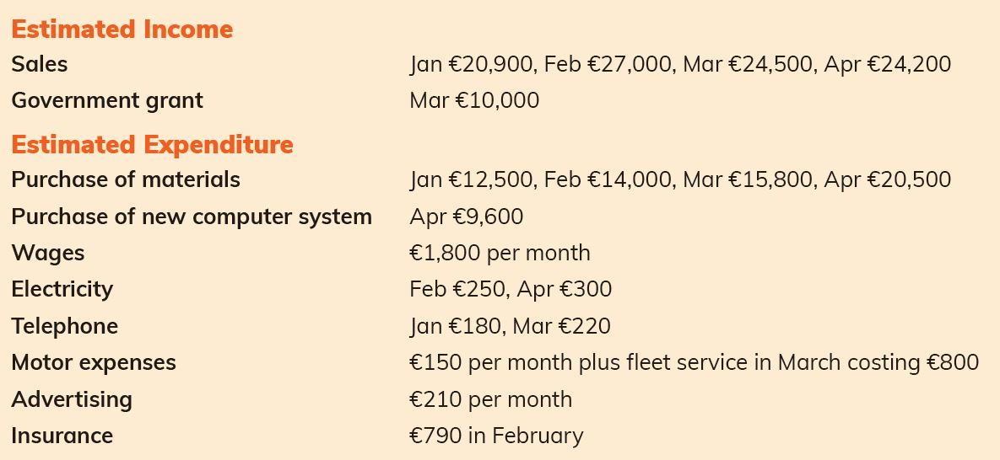 Estimated Income
Sales Jan €20,900, Feb €27,000, Mar €24,500, Apr €24,200
Government grant Mar €10,000
Estimated Expenditure
Purchase of materials Jan €12,500, Feb €14,000, Mar €15,800, Apr €20,500
Purchase of new computer system Apr €9,600
Wages €1,800 per month
Electricity Feb €250, Apr €300
Telephone Jan €180, Mar €220
Motor expenses €150 per month plus fleet service in March costing €800
Advertising €210 per month
Insurance €790 in February